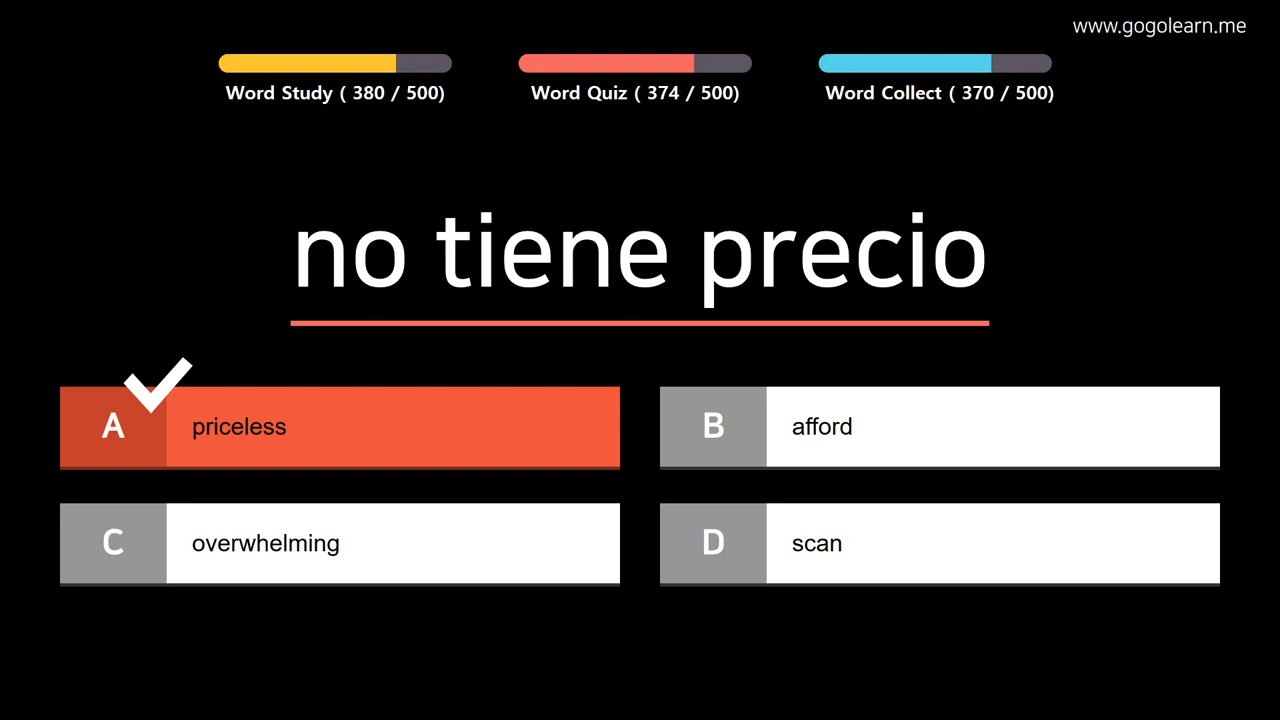 www.gogolearn.me
Word Study ( 380 / 500)
Word Quiz ( 374 / 500)
Word Collect ( 370 / 500)
no tiene precio
A priceless
B afford
C overwhelming
D scan